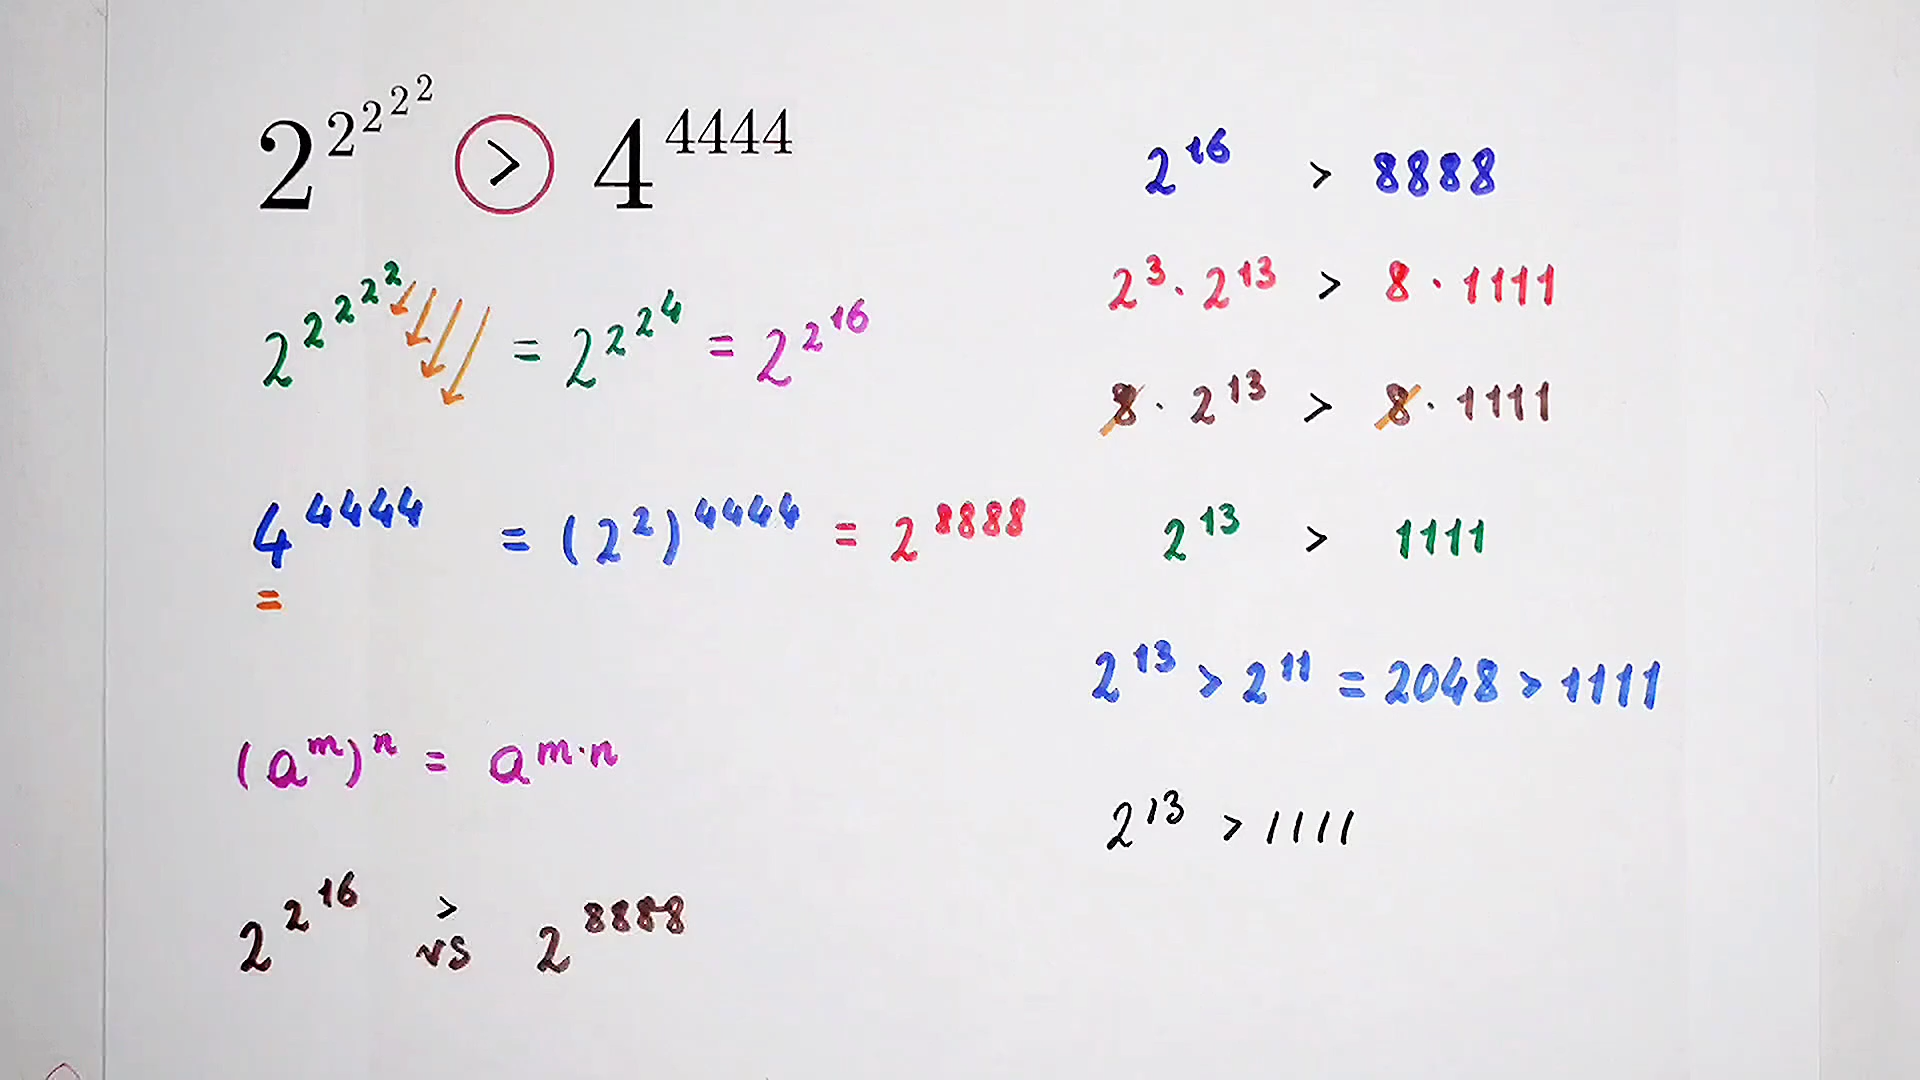 2^2^2^2^2 > 4^4444
2^2^2^2^2 = 2^2^2^4 = 2^2^16
4^4444 = (2^2)^4444 = 2^8888
=
(a^m)^n = a^m·n
2^2^16 > vs 2^8888
2^16 > 8888
2^3 · 2^13 > 8 · 1111
8 · 2^13 > 8 · 1111
2^13 > 1111
2^13 > 2^11 = 2048 > 1111
2^13 > 1111